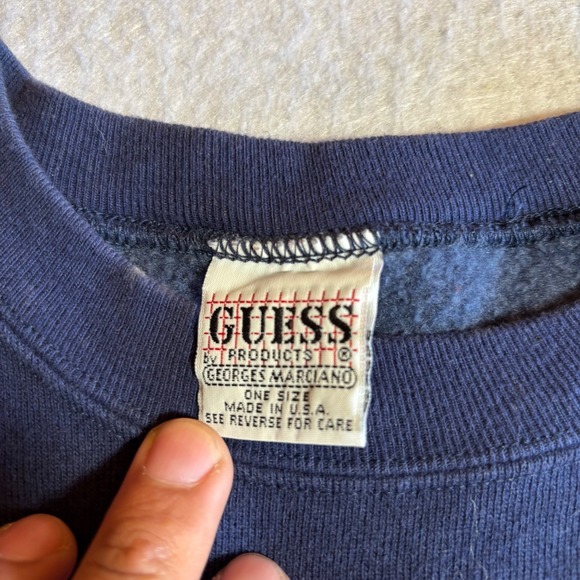 GUESS
by PRODUCTS ®
GEORGES MARCIANO
ONE SIZE
MADE IN U.S.A.
SEE REVERSE FOR CARE